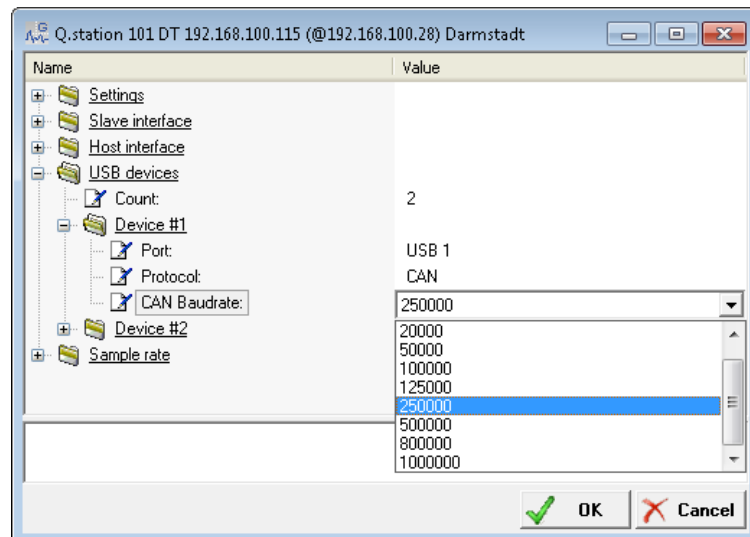 Q.station 101 DT 192.168.100.115 (@192.168.100.28) Darmstadt
Name Value
Settings
Slave interface
Host interface
USB devices
Count: 2
Device #1
Port: USB 1
Protocol: CAN
CAN Baudrate: 250000
Device #2
Sample rate
20000
50000
100000
125000
250000
500000
800000
1000000
OK Cancel